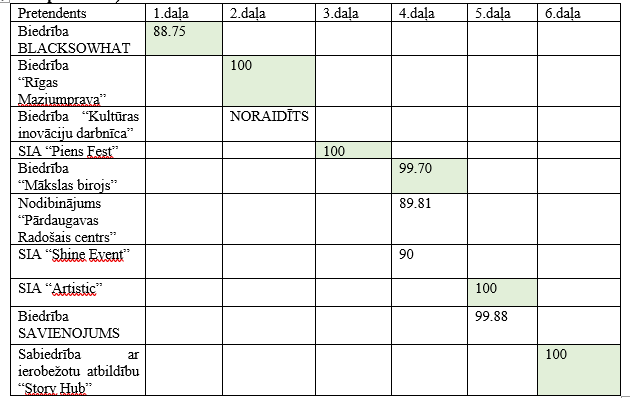 Pretendents 1.daļa 2.daļa 3.daļa 4.daļa 5.daļa 6.daļa
Biedrība 88.75
BLACKSOWHAT
Biedrība 100
“Rīgas
Mazjumprava”
Biedrība “Kultūras NORAIDĪTS
inovāciju darbnīca”
SIA “Piens Fest” 100
Biedrība 99.70
“Mākslas birojs”
Nodibinājums 89.81
“Pārdaugavas
Radošais centrs”
SIA “Shine Event” 90
SIA “Artistic” 100
Biedrība 99.88
SAVIENOJUMS
Sabiedrība ar 100
ierobežotu atbildību
“Story Hub”